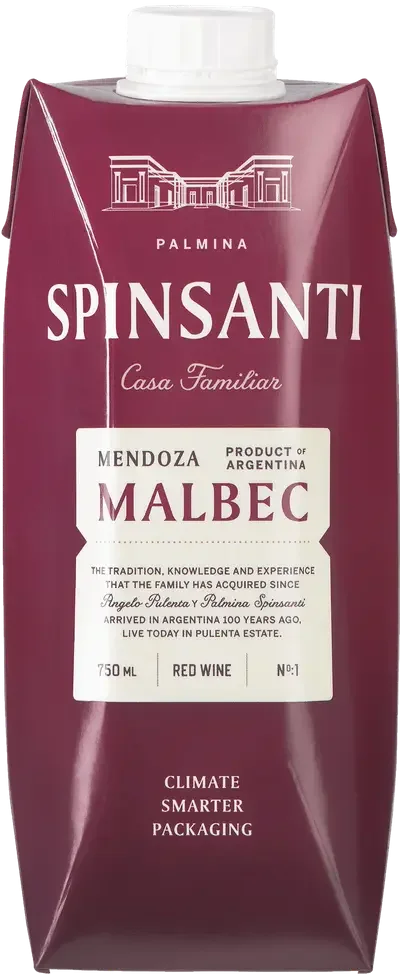 PALMINA
SPINSANTI
Casa Familiar
MENDOZA
PRODUCT OF
ARGENTINA
MALBEC
THE TRADITION, KNOWLEDGE AND EXPERIENCE
THAT THE FAMILY HAS ACQUIRED SINCE
Angelo Pulenta Y Palmina Spinsanti
ARRIVED IN ARGENTINA 100 YEARS AGO,
LIVE TODAY IN PULENTA ESTATE.
750 ML
RED WINE
Nº:1
CLIMATE
SMARTER
PACKAGING